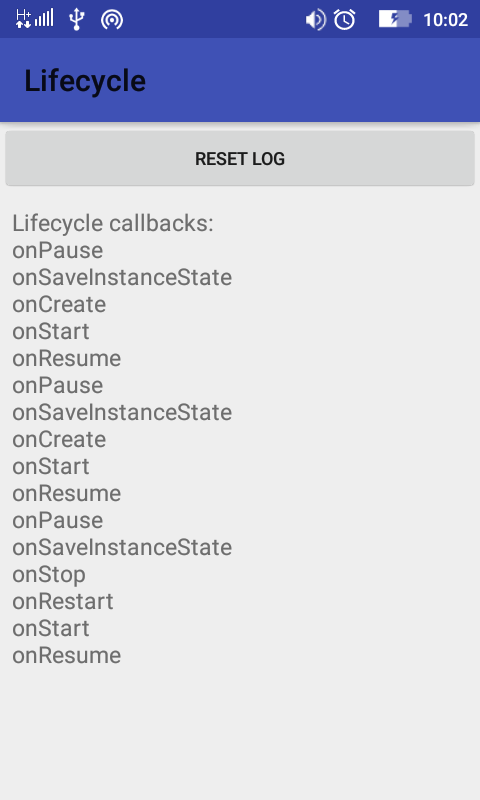 H+ 10:02
Lifecycle
RESET LOG
Lifecycle callbacks:
onPause
onSaveInstanceState
onCreate
onStart
onResume
onPause
onSaveInstanceState
onCreate
onStart
onResume
onPause
onSaveInstanceState
onStop
onRestart
onStart
onResume